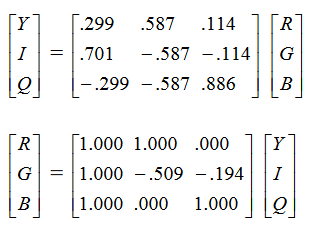 [Y] [.299 .587 .114] [R]
[I] = [.701 -.587 -.114] [G]
[Q] [-.299 -.587 .886] [B]
[R] [1.000 1.000 .000] [Y]
[G] = [1.000 -.509 -.194] [I]
[B] [1.000 .000 1.000] [Q]